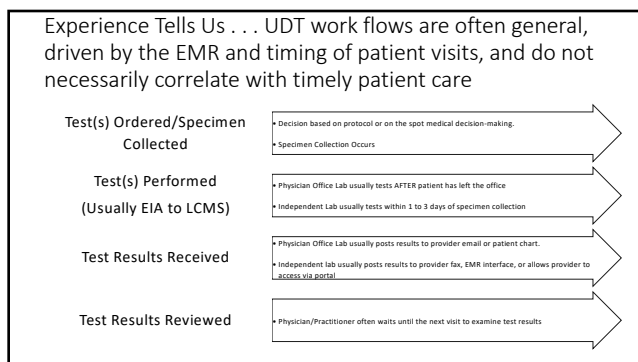 Experience Tells Us . . . UDT work flows are often general,
driven by the EMR and timing of patient visits, and do not
necessarily correlate with timely patient care
Test(s) Ordered/Specimen
Collected
• Decision based on protocol or on the spot medical decision-making.
• Specimen Collection Occurs
Test(s) Performed
(Usually EIA to LCMS)
• Physician Office Lab usually tests AFTER patient has left the office
• Independent Lab usually tests within 1 to 3 days of specimen collection
Test Results Received
• Physician Office Lab usually posts results to provider email or patient chart.
• Independent lab usually posts results to provider fax, EMR interface, or allows provider to
access via portal
Test Results Reviewed
• Physician/Practitioner often waits until the next visit to examine test results